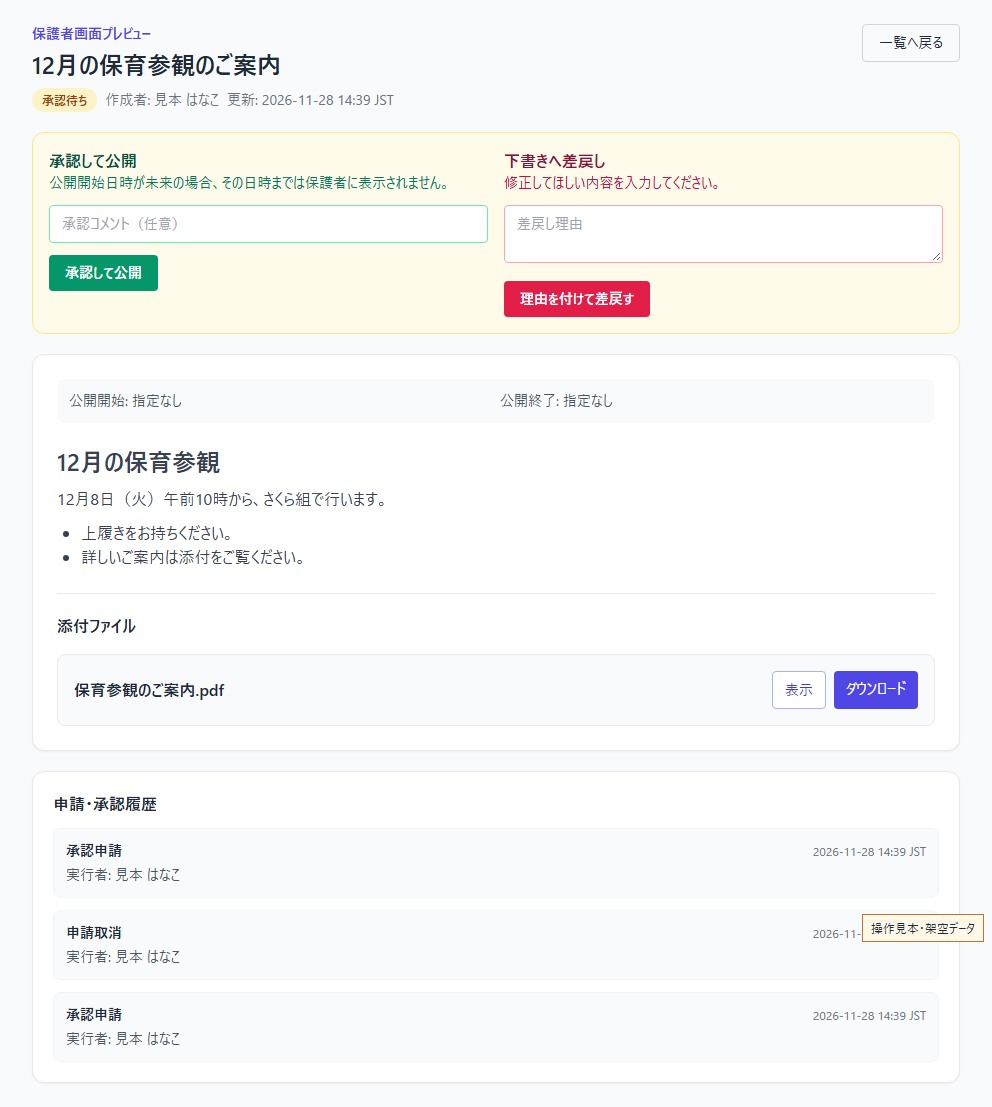 保護者画面プレビュー
一覧へ戻る
12月の保育参観のご案内
承認待ち 作成者: 見本 はなこ 更新: 2026-11-28 14:39 JST
承認して公開
公開開始日時が未来の場合、その日時までは保護者に表示されません。
承認コメント（任意）
承認して公開
下書きへ差戻し
修正してほしい内容を入力してください。
差戻し理由
理由を付けて差戻す
公開開始: 指定なし
公開終了: 指定なし
12月の保育参観
12月8日（火）午前10時から、さくら組で行います。
上履きをお持ちください。
詳しいご案内は添付をご覧ください。
添付ファイル
保育参観のご案内.pdf
表示
ダウンロード
申請・承認履歴
承認申請
2026-11-28 14:39 JST
実行者: 見本 はなこ
申請取消
2026-11-
操作見本・架空データ
実行者: 見本 はなこ
承認申請
2026-11-28 14:39 JST
実行者: 見本 はなこ